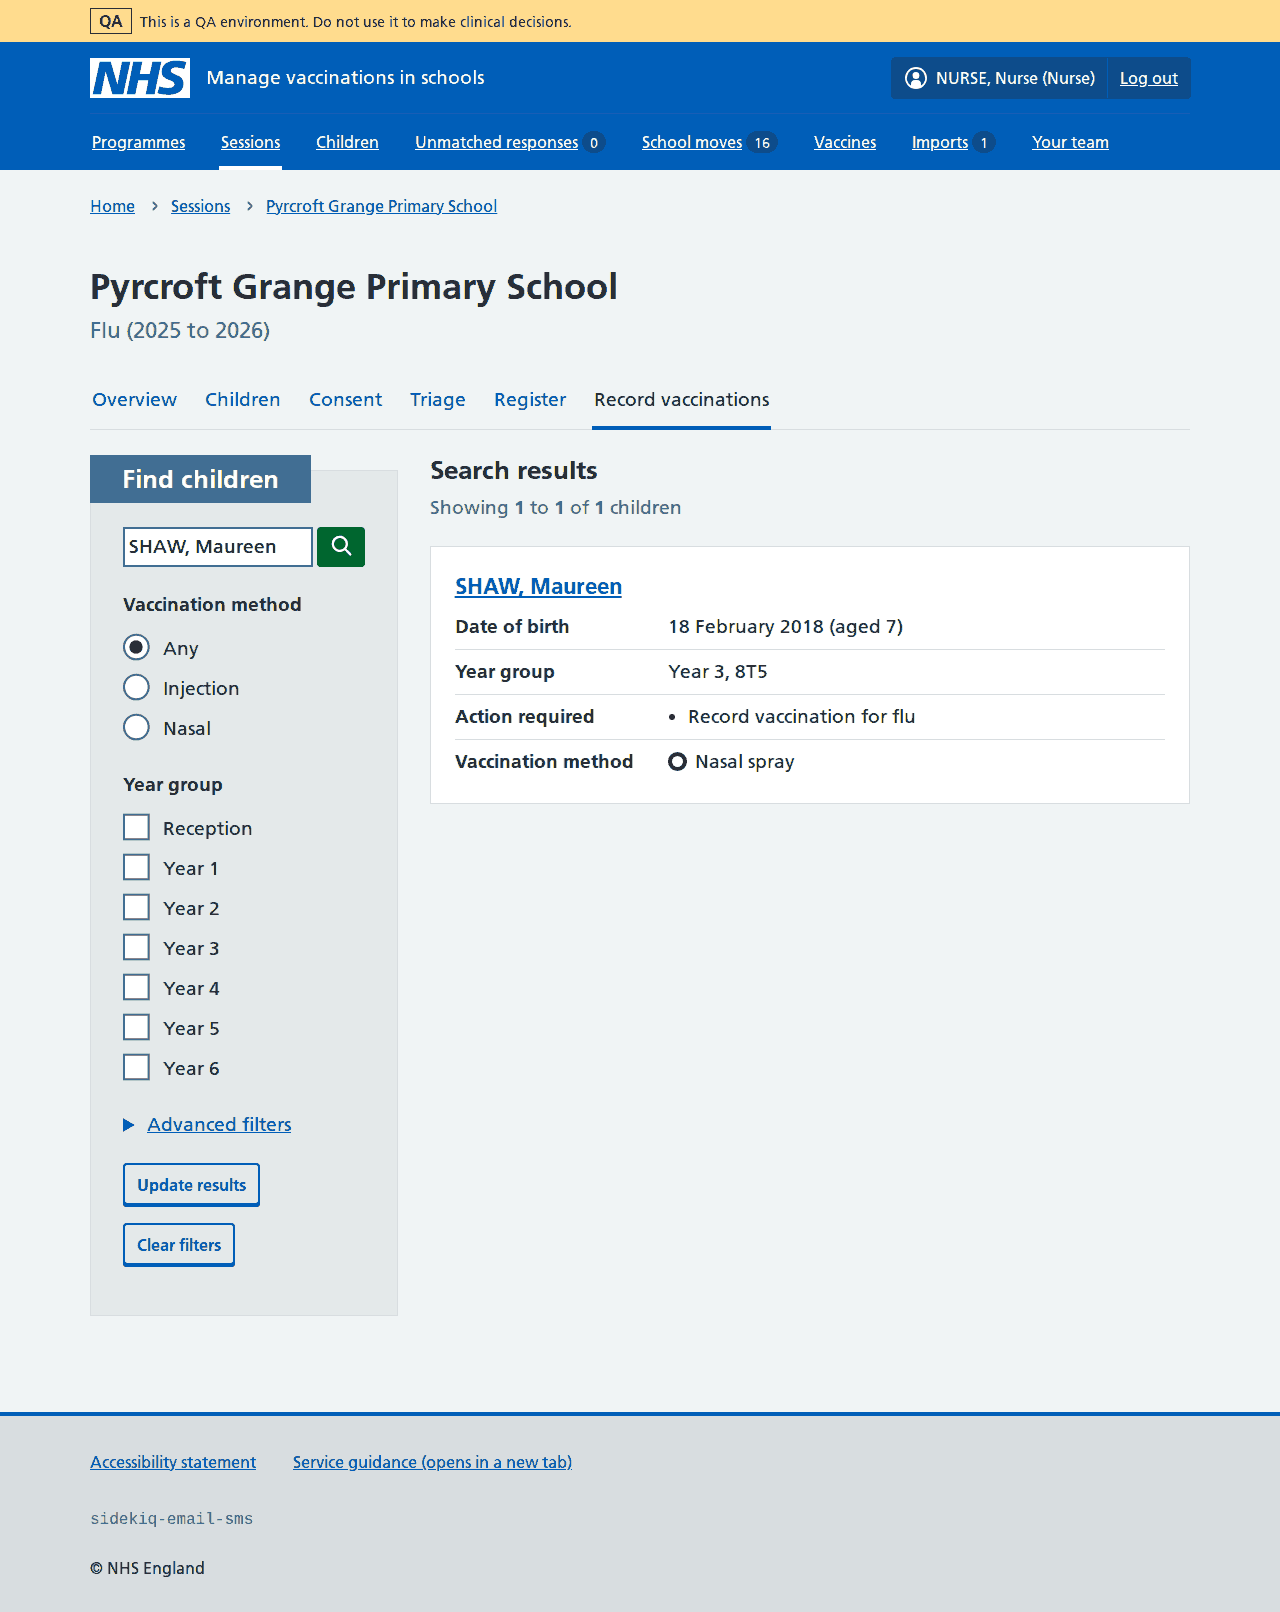 QA This is a QA environment. Do not use it to make clinical decisions.
NHS Manage vaccinations in schools NURSE, Nurse (Nurse) Log out
Programmes Sessions Children Unmatched responses 0 School moves 16 Vaccines Imports 1 Your team
Home Sessions Pyrcroft Grange Primary School
Pyrcroft Grange Primary School
Flu (2025 to 2026)
Overview Children Consent Triage Register Record vaccinations
Find children
SHAW, Maureen
Vaccination method
Any
Injection
Nasal
Year group
Reception
Year 1
Year 2
Year 3
Year 4
Year 5
Year 6
Advanced filters
Update results
Clear filters
Search results
Showing 1 to 1 of 1 children
SHAW, Maureen
Date of birth 18 February 2018 (aged 7)
Year group Year 3, 8T5
Action required • Record vaccination for flu
Vaccination method Nasal spray
Accessibility statement Service guidance (opens in a new tab)
sidekiq-email-sms
© NHS England